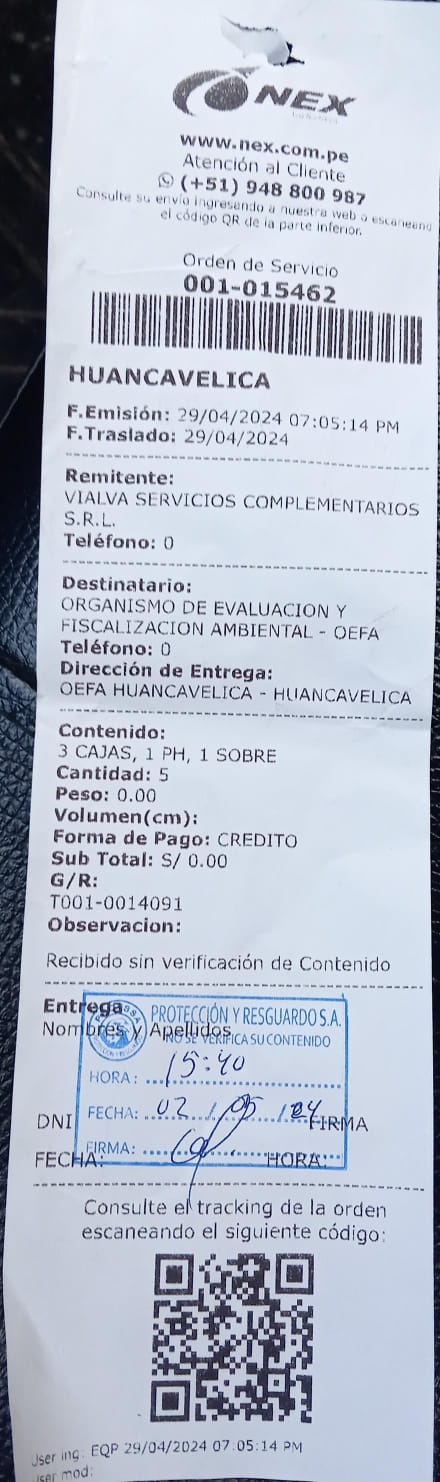 NEX
www.nex.com.pe
Atención al Cliente
(+51) 948 800 987
Consulte su envío ingresando a nuestra web o escaneand
el código QR de la parte inferior.
Orden de Servicio
001-015462
HUANCAVELICA
F.Emisión: 29/04/2024 07:05:14 PM
F.Traslado: 29/04/2024
Remitente:
VIALVA SERVICIOS COMPLEMENTARIOS
S.R.L.
Teléfono: 0
Destinatario:
ORGANISMO DE EVALUACION Y
FISCALIZACION AMBIENTAL - OEFA
Teléfono: 0
Dirección de Entrega:
OEFA HUANCAVELICA - HUANCAVELICA
Contenido:
3 CAJAS, 1 PH, 1 SOBRE
Cantidad: 5
Peso: 0.00
Volumen(cm):
Forma de Pago: CREDITO
Sub Total: S/ 0.00
G/R:
T001-0014091
Observacion:
Recibido sin verificación de Contenido
Entrega
PROTECCIÓN Y RESGUARDO S.A.
Nombres y Apellidos
NO SE VERIFICA SU CONTENIDO
HORA: 15:40
FECHA: 02 / 05 / 24
DNI FIRMA
FIRMA:
FECHA: HORA:
Consulte el tracking de la orden
escaneando el siguiente código:
User ing: EQP 29/04/2024 07:05:14 PM
User mod: